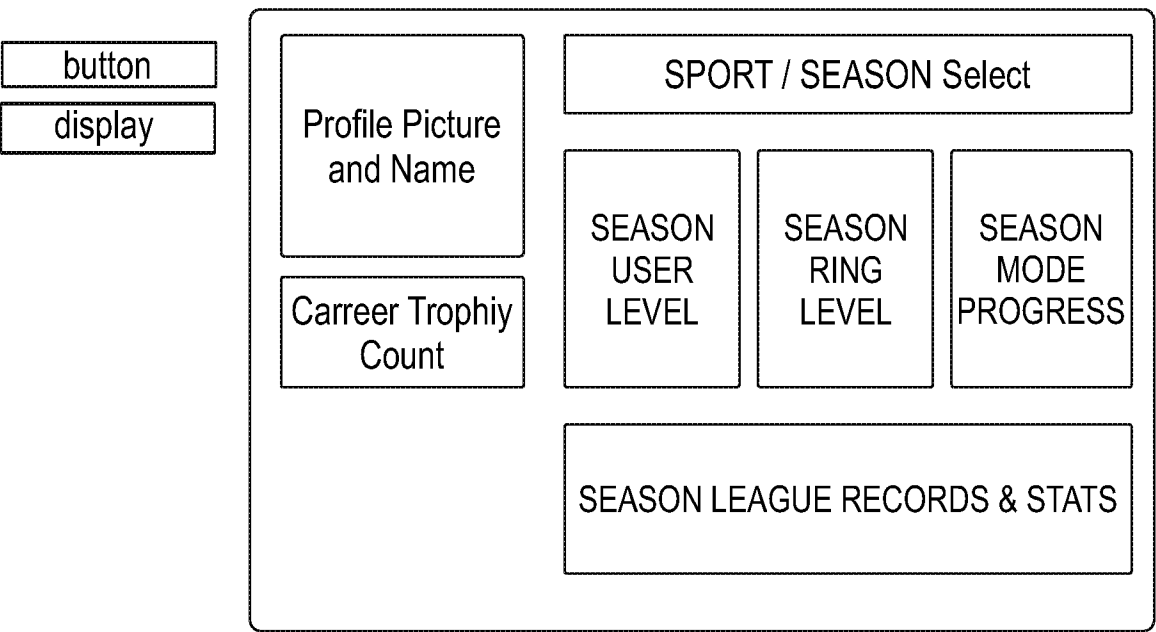 button
display
Profile Picture
and Name
Carreer Trophiy
Count
SPORT / SEASON Select
SEASON
USER
LEVEL
SEASON
RING
LEVEL
SEASON
MODE
PROGRESS
SEASON LEAGUE RECORDS & STATS